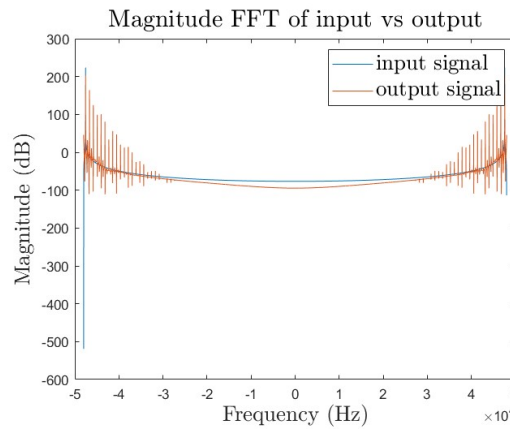 Magnitude FFT of input vs output
300
200
100
0
-100
-200
-300
-400
-500
-600
Magnitude (dB)
input signal
output signal
-5 -4 -3 -2 -1 0 1 2 3 4
×10
Frequency (Hz)